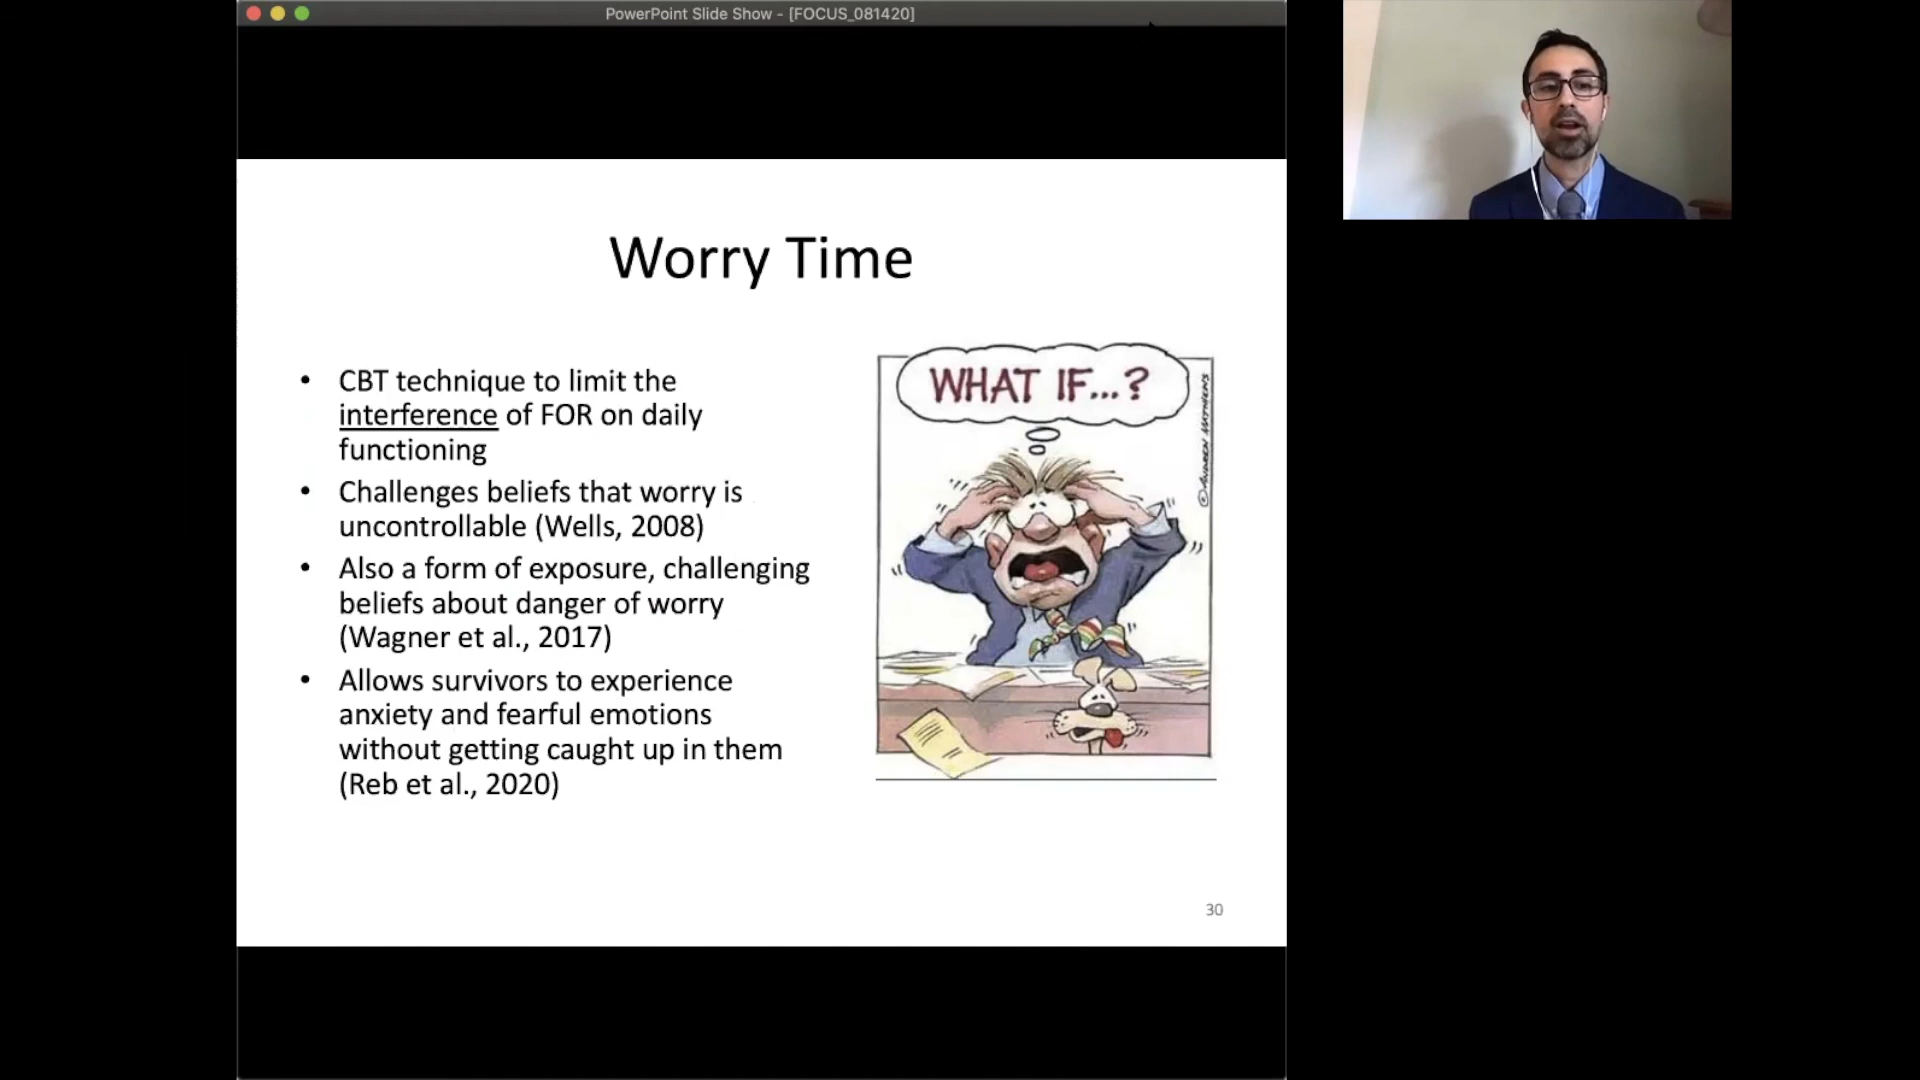 PowerPoint Slide Show - [FOCUS_081420]
Worry Time
• CBT technique to limit the
interference of FOR on daily
functioning
• Challenges beliefs that worry is
uncontrollable (Wells, 2008)
• Also a form of exposure, challenging
beliefs about danger of worry
(Wagner et al., 2017)
• Allows survivors to experience
anxiety and fearful emotions
without getting caught up in them
(Reb et al., 2020)
WHAT IF...?
30